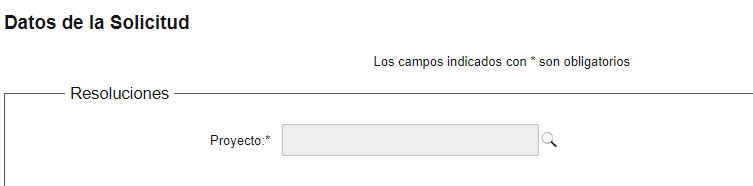 Datos de la Solicitud
Los campos indicados con * son obligatorios
Resoluciones
Proyecto:*